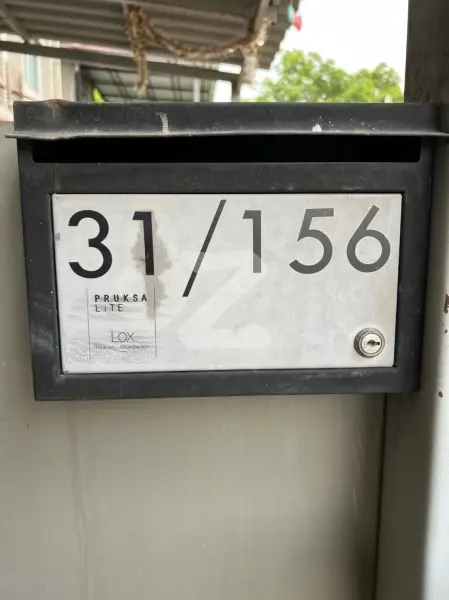 31/156
PRUKSA
LiTE
LOX